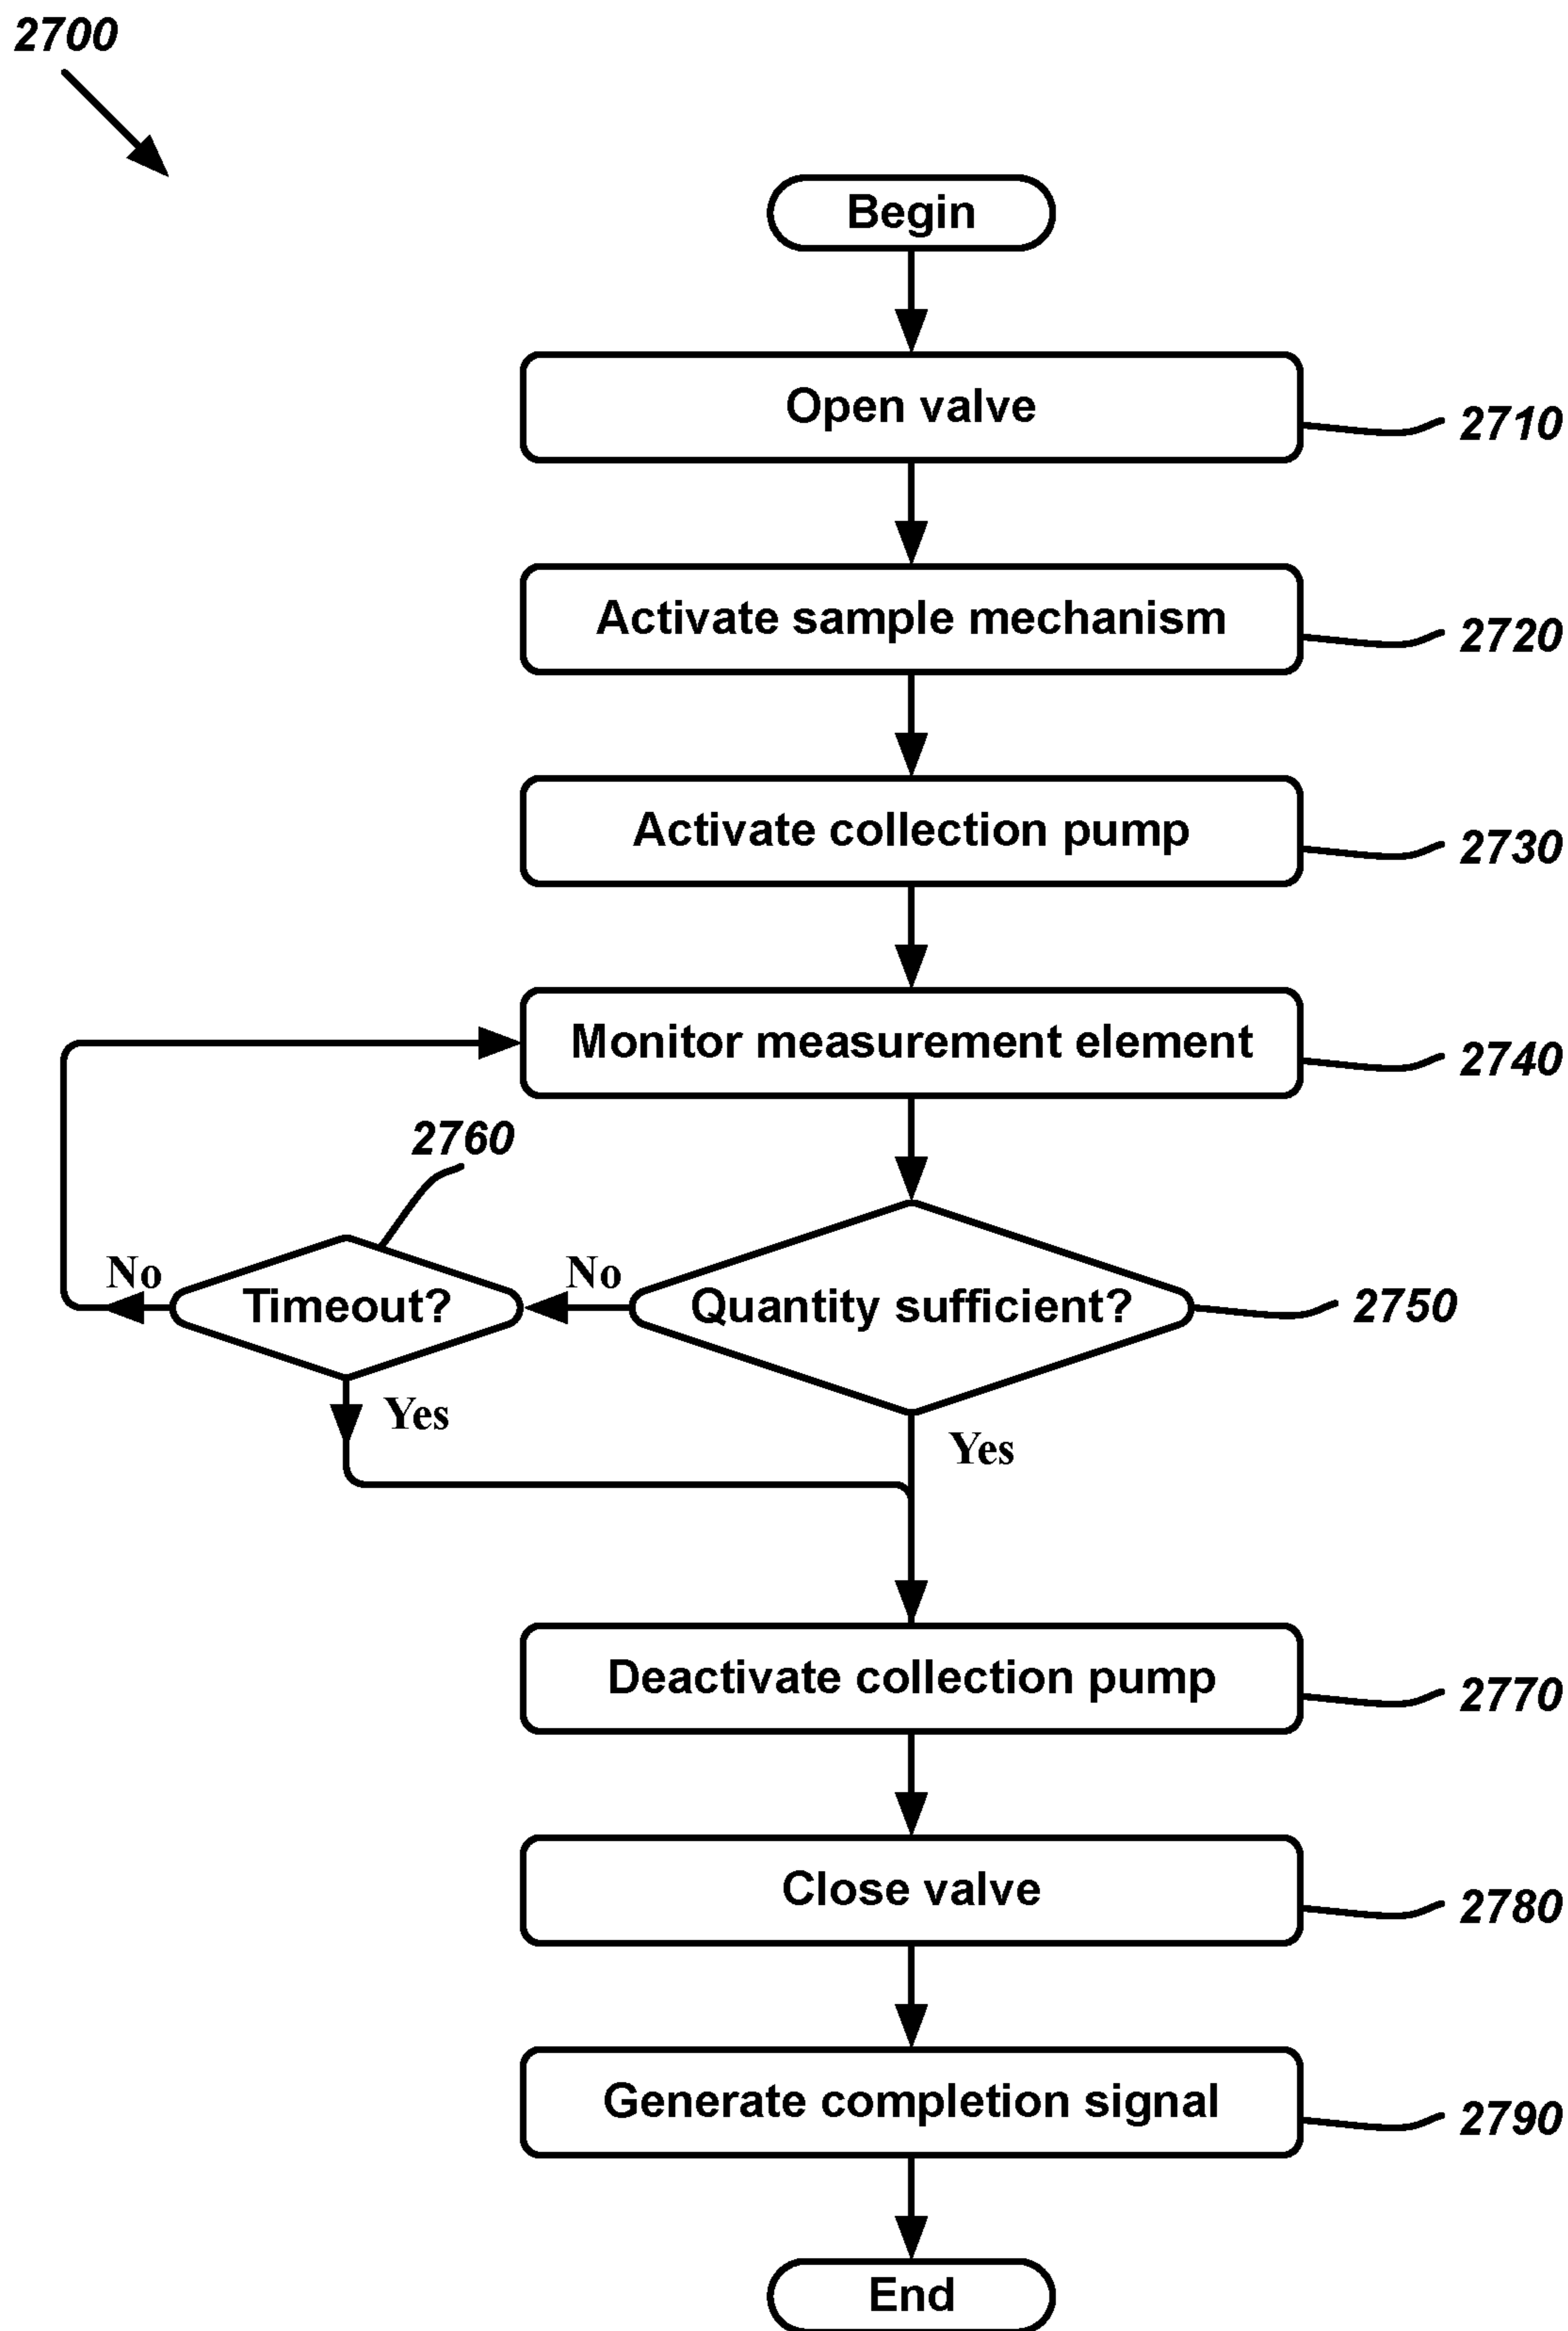 2700
Begin
Open valve
2710
Activate sample mechanism
2720
Activate collection pump
2730
Monitor measurement element
2740
2760
No
Timeout?
No
Quantity sufficient?
2750
Yes
Yes
Deactivate collection pump
2770
Close valve
2780
Generate completion signal
2790
End